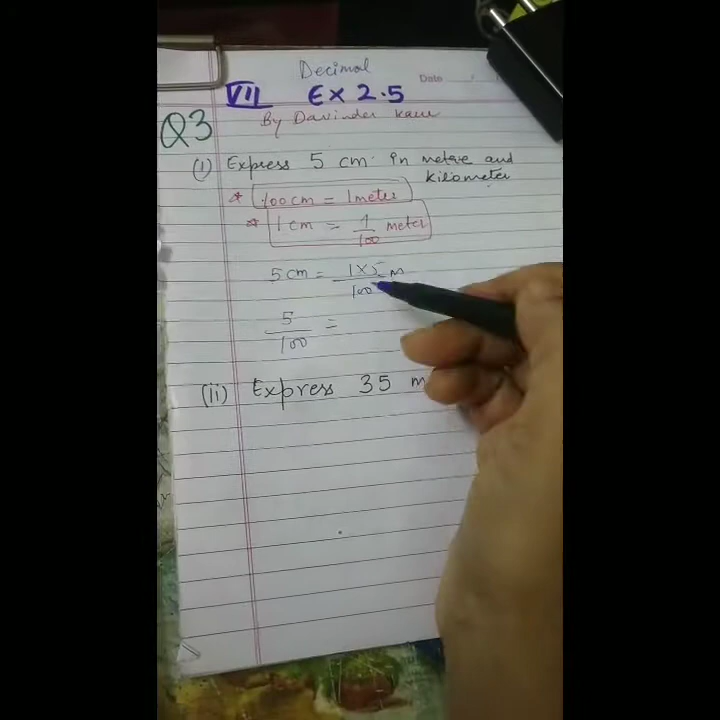 Decimal
Date
VII Ex 2.5
By Davinder Kaur
Q3
(i) Express 5 cm in metre and
kilometer
* 100 cm = 1 meter
* 1 cm = 1/100 meter
5 cm = 1×5/100 m
5/100 =
(ii) Express 35 m